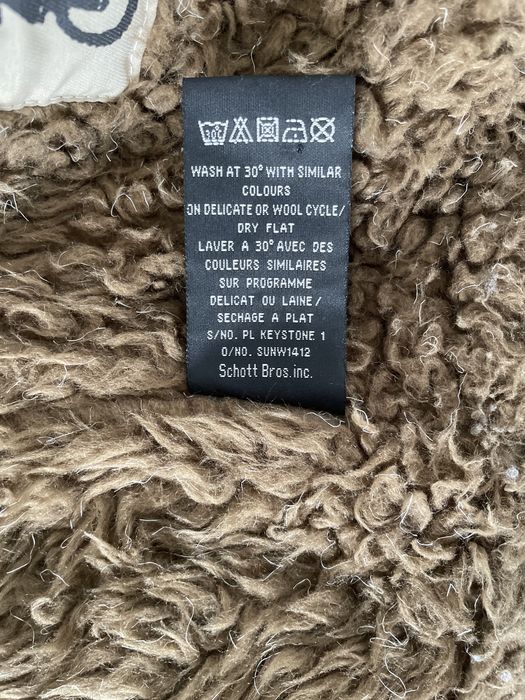 30°C
WASH AT 30° WITH SIMILAR
COLOURS
ON DELICATE OR WOOL CYCLE/
DRY FLAT
LAVER A 30° AVEC DES
COULEURS SIMILAIRES
SUR PROGRAMME
DELICAT OU LAINE/
SECHAGE A PLAT
S/NO. PL KEYSTONE 1
O/NO. SUNW1412
Schott Bros.inc.